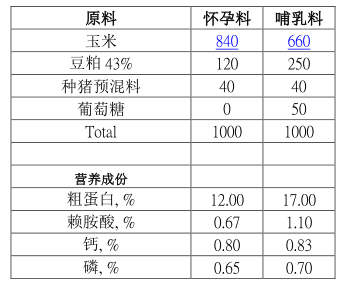 原料 怀孕料 哺乳料
玉米 840 660
豆粕 43% 120 250
种猪预混料 40 40
葡萄糖 0 50
Total 1000 1000
营养成份
粗蛋白, % 12.00 17.00
赖胺酸, % 0.67 1.10
钙, % 0.80 0.83
磷, % 0.65 0.70